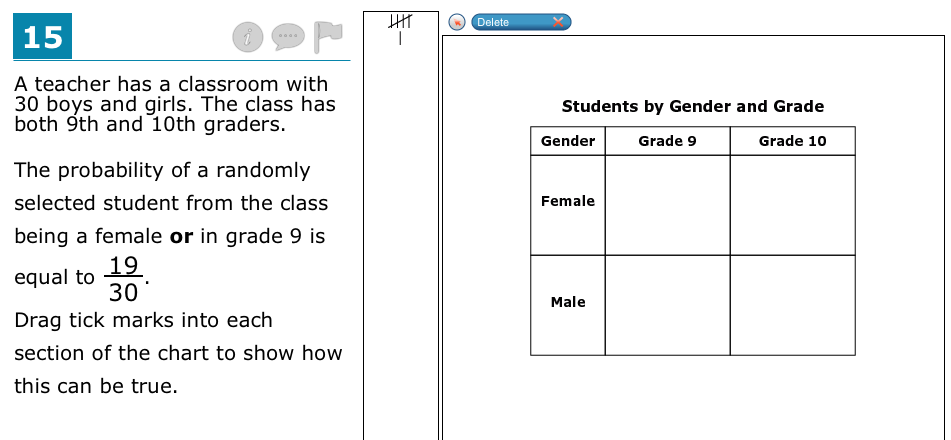 15
A teacher has a classroom with
30 boys and girls. The class has
both 9th and 10th graders.
The probability of a randomly
selected student from the class
being a female or in grade 9 is
equal to 19/30.
Drag tick marks into each
section of the chart to show how
this can be true.
Delete
Students by Gender and Grade
Gender Grade 9 Grade 10
Female
Male